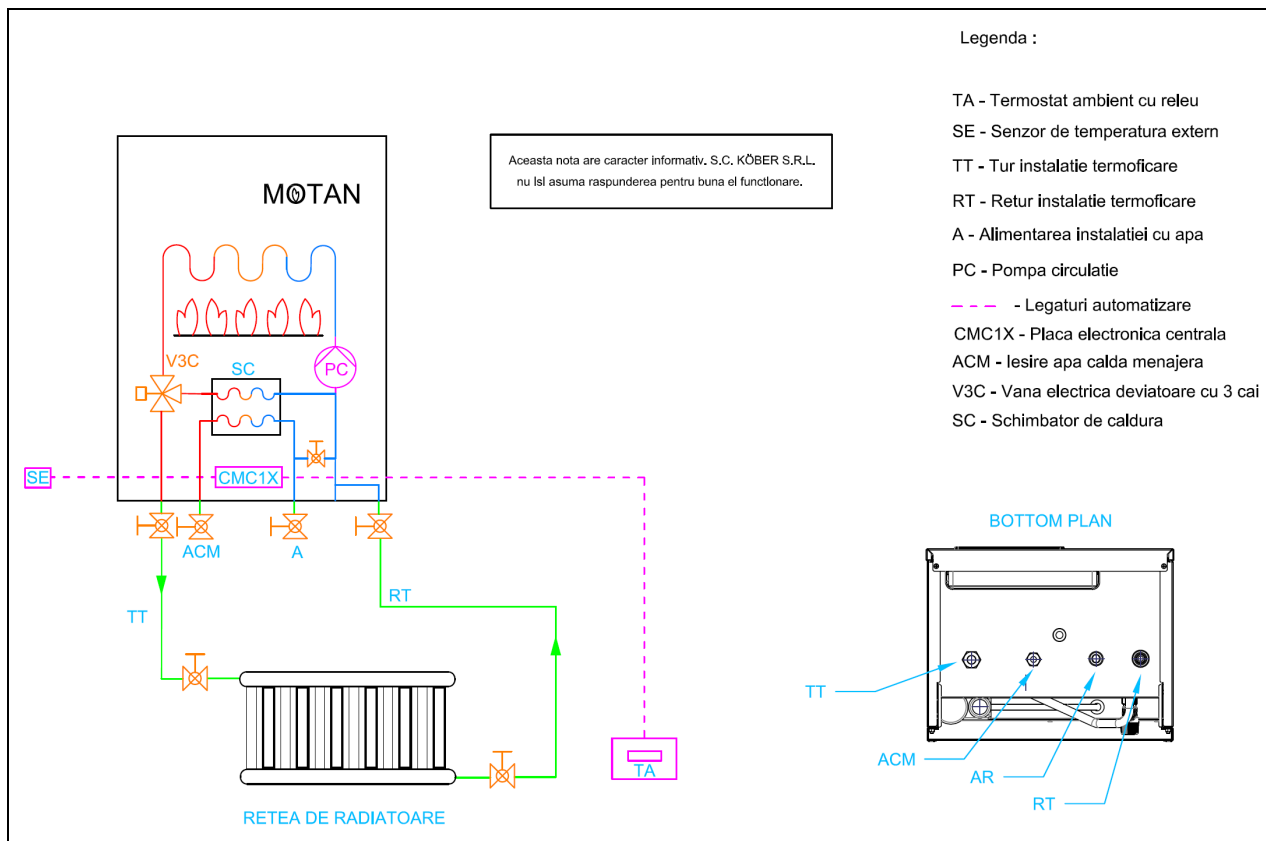 Legenda :
TA - Termostat ambient cu releu
SE - Senzor de temperatura extern
TT - Tur instalatie termoficare
RT - Retur instalatie termoficare
A - Alimentarea instalatiei cu apa
PC - Pompa circulatie
- Legaturi automatizare
CMC1X - Placa electronica centrala
ACM - Iesire apa calda menajera
V3C - Vana electrica deviatoare cu 3 cai
SC - Schimbator de caldura
Aceasta nota are caracter informativ. S.C. KÖBER S.R.L.
nu Isl asuma raspunderea pentru buna el functlonare.
MOTAN
V3C
SC
PC
SE
CMC1X
ACM
A
TT
RT
TA
RETEA DE RADIATOARE
BOTTOM PLAN
TT
ACM
AR
RT